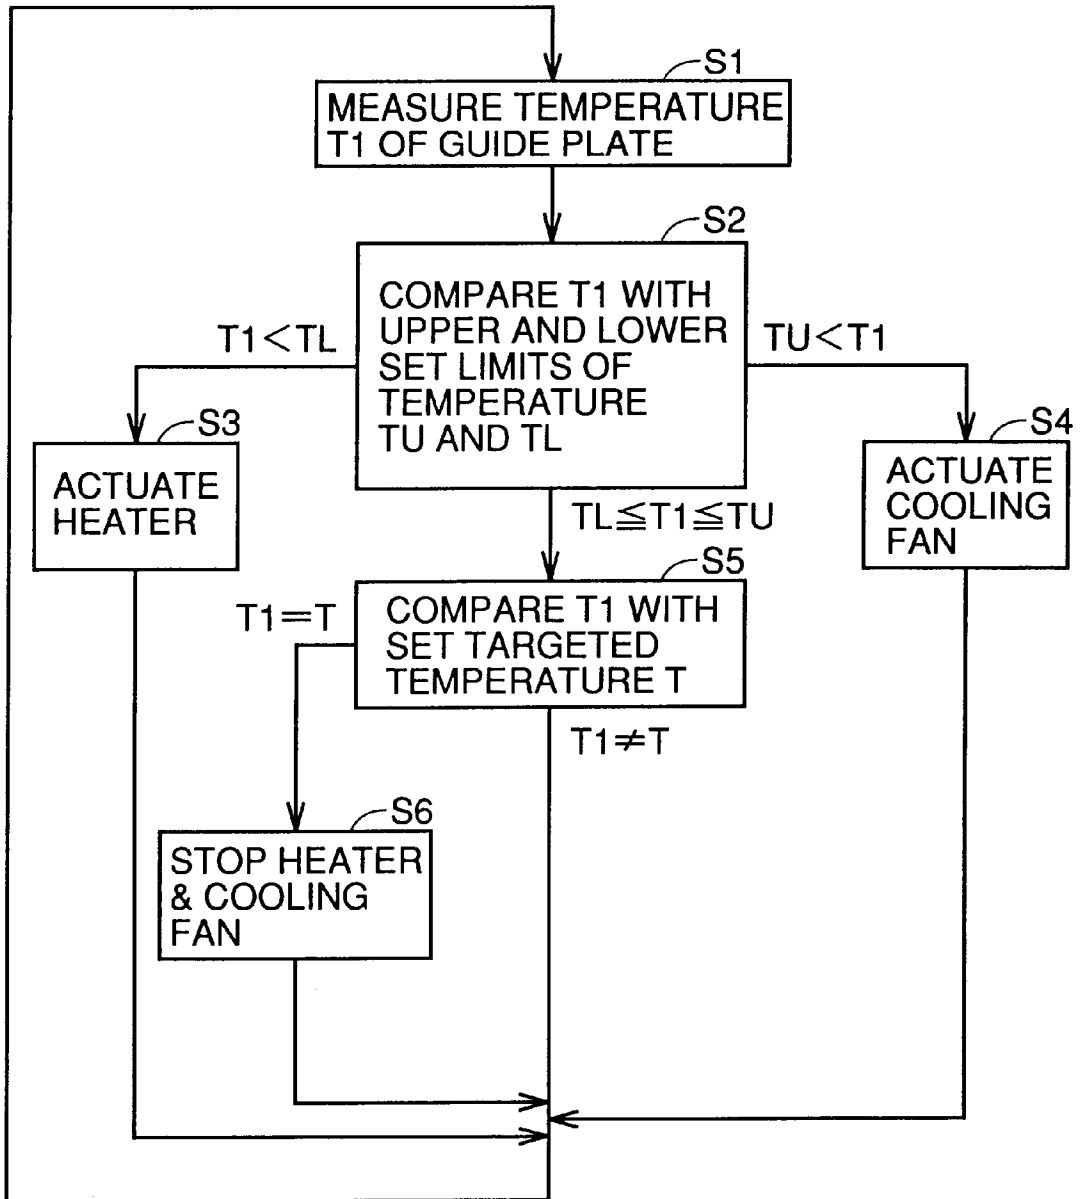 S1
MEASURE TEMPERATURE
T1 OF GUIDE PLATE
S2
COMPARE T1 WITH
UPPER AND LOWER
SET LIMITS OF
TEMPERATURE
TU AND TL
T1<TL
TU<T1
S3
ACTUATE
HEATER
S4
ACTUATE
COOLING
FAN
TL≦T1≦TU
S5
COMPARE T1 WITH
SET TARGETED
TEMPERATURE T
T1=T
T1≠T
S6
STOP HEATER
& COOLING
FAN